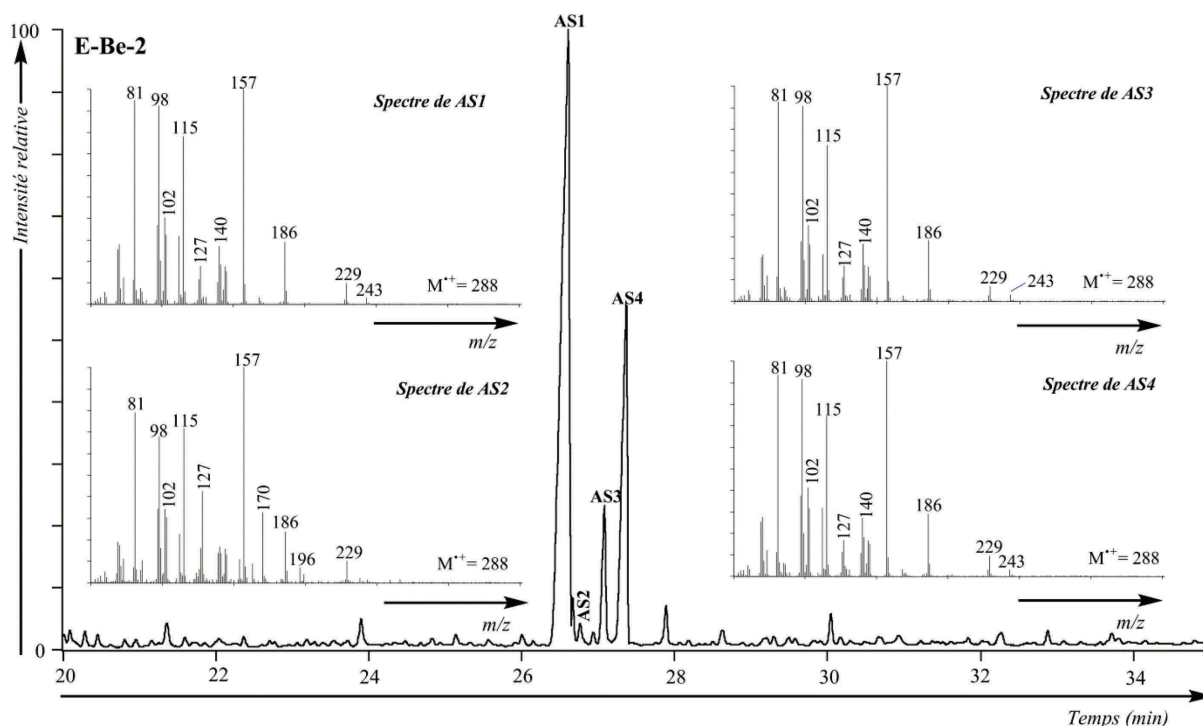 100
E-Be-2
Intensité relative
0
AS1
AS2
AS3
AS4
Spectre de AS1
81
98
102
115
127
140
157
186
229
243
M•+= 288
m/z
Spectre de AS3
81
98
102
115
127
140
157
186
229
243
M•+= 288
m/z
Spectre de AS2
81
98
102
115
127
157
170
186
196
229
M•+= 288
m/z
Spectre de AS4
81
98
102
115
127
140
157
186
229
243
M•+= 288
m/z
20 22 24 26 28 30 32 34
Temps (min)